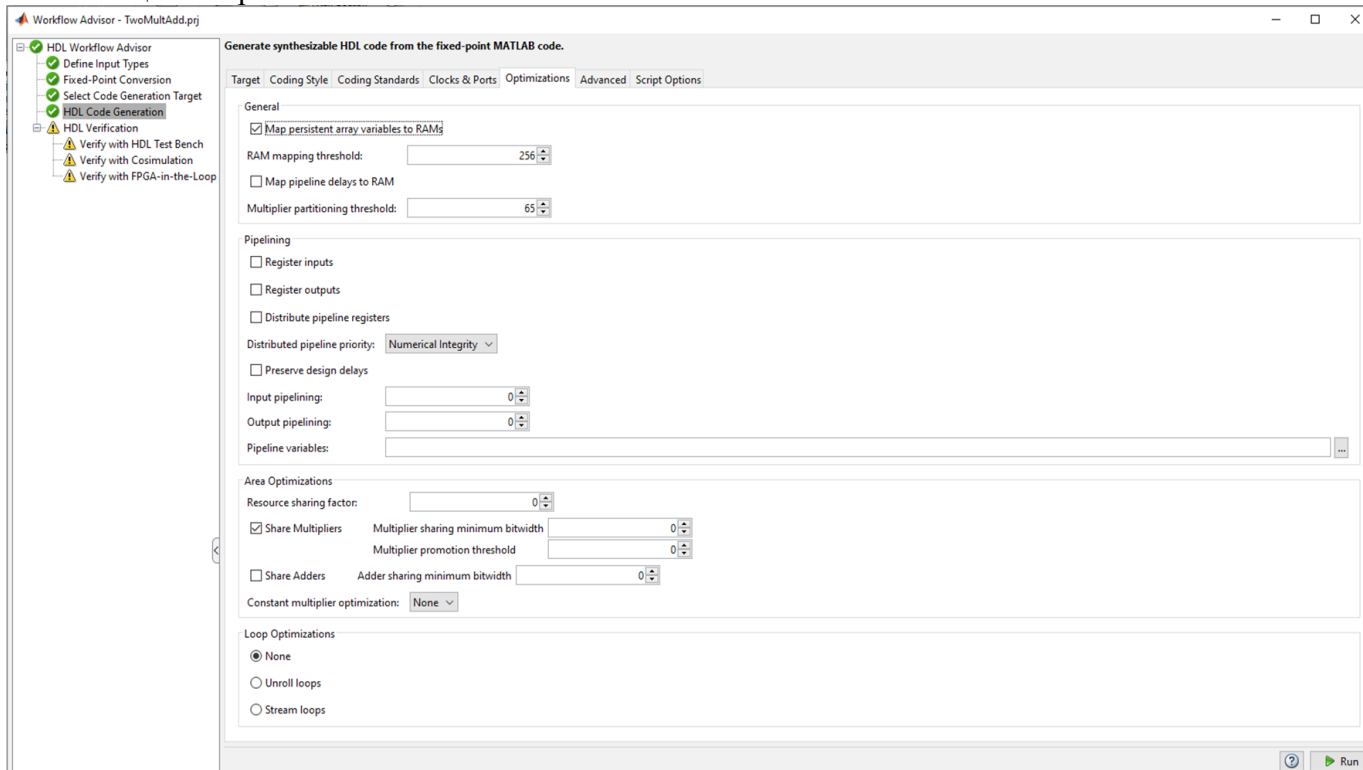 Workflow Advisor - TwoMultAdd.prj
HDL Workflow Advisor
Define Input Types
Fixed-Point Conversion
Select Code Generation Target
HDL Code Generation
HDL Verification
Verify with HDL Test Bench
Verify with Cosimulation
Verify with FPGA-in-the-Loop
Generate synthesizable HDL code from the fixed-point MATLAB code.
Target Coding Style Coding Standards Clocks & Ports Optimizations Advanced Script Options
General
Map persistent array variables to RAMs
RAM mapping threshold: 256
Map pipeline delays to RAM
Multiplier partitioning threshold: 65
Pipelining
Register inputs
Register outputs
Distribute pipeline registers
Distributed pipeline priority: Numerical Integrity
Preserve design delays
Input pipelining: 0
Output pipelining: 0
Pipeline variables: ...
Area Optimizations
Resource sharing factor: 0
Share Multipliers Multiplier sharing minimum bitwidth 0
Multiplier promotion threshold 0
Share Adders Adder sharing minimum bitwidth 0
Constant multiplier optimization: None
Loop Optimizations
None
Unroll loops
Stream loops
? Run